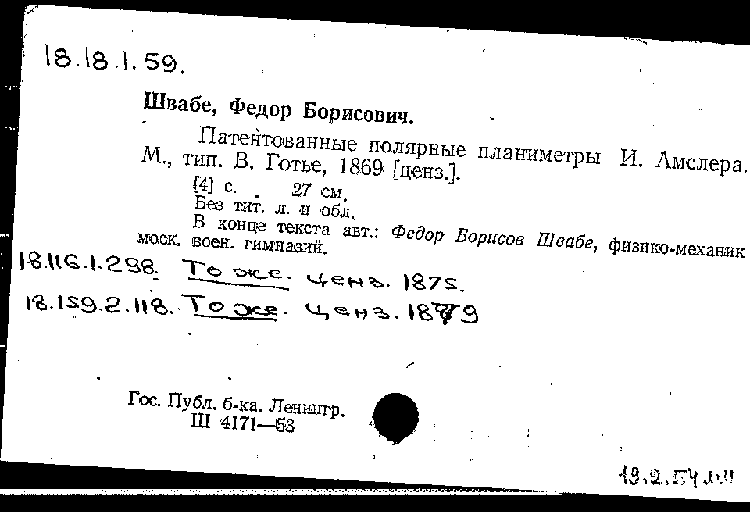 18.18.1.59.
Швабе, Федор Борисович.
Патентованные полярные планиметры И. Амслера.
М., тип. В. Готье, 1869 [ценз.].
[4] с. 27 см.
Без тит. л. и обл.
В конце текста авт.: Федор Борисов Швабе, физико-механик
моск. воен. гимназий.
18.116.1.298. То же. Ценз. 1875.
18.159.2.118. То же. Ценз. 1879
Гос. Публ. б-ка. Ленингр.
Ш 4171—53